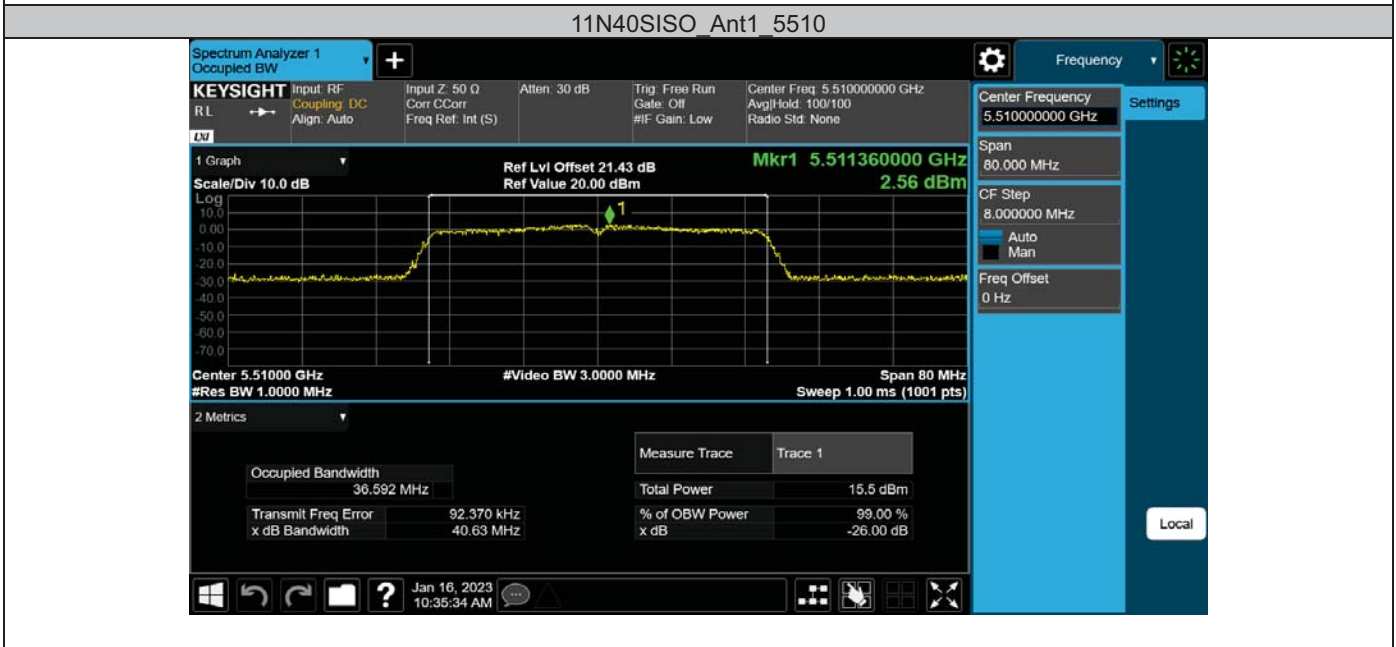 11N40SISO_Ant1_5510
Spectrum Analyzer 1
Occupied BW
Frequency
KEYSIGHT Input: RF Input Z: 50 Ω Atten: 30 dB Trig: Free Run Center Freq: 5.510000000 GHz
RL Coupling: DC Corr CCorr Gate: Off Avg|Hold: 100/100
Align: Auto Freq Ref: Int (S) #IF Gain: Low Radio Std: None
LXI
Center Frequency
5.510000000 GHz
Settings
Span
80.000 MHz
CF Step
8.000000 MHz
Auto
Man
Freq Offset
0 Hz
Local
1 Graph Ref Lvl Offset 21.43 dB Mkr1 5.511360000 GHz
Scale/Div 10.0 dB Ref Value 20.00 dBm 2.56 dBm
Log
10.0
0.00
-10.0
-20.0
-30.0
-40.0
-50.0
-60.0
-70.0
1
Center 5.51000 GHz #Video BW 3.0000 MHz Span 80 MHz
#Res BW 1.0000 MHz Sweep 1.00 ms (1001 pts)
2 Metrics
Measure Trace Trace 1
Occupied Bandwidth
36.592 MHz Total Power 15.5 dBm
Transmit Freq Error 92.370 kHz % of OBW Power 99.00 %
x dB Bandwidth 40.63 MHz x dB -26.00 dB
Jan 16, 2023
10:35:34 AM